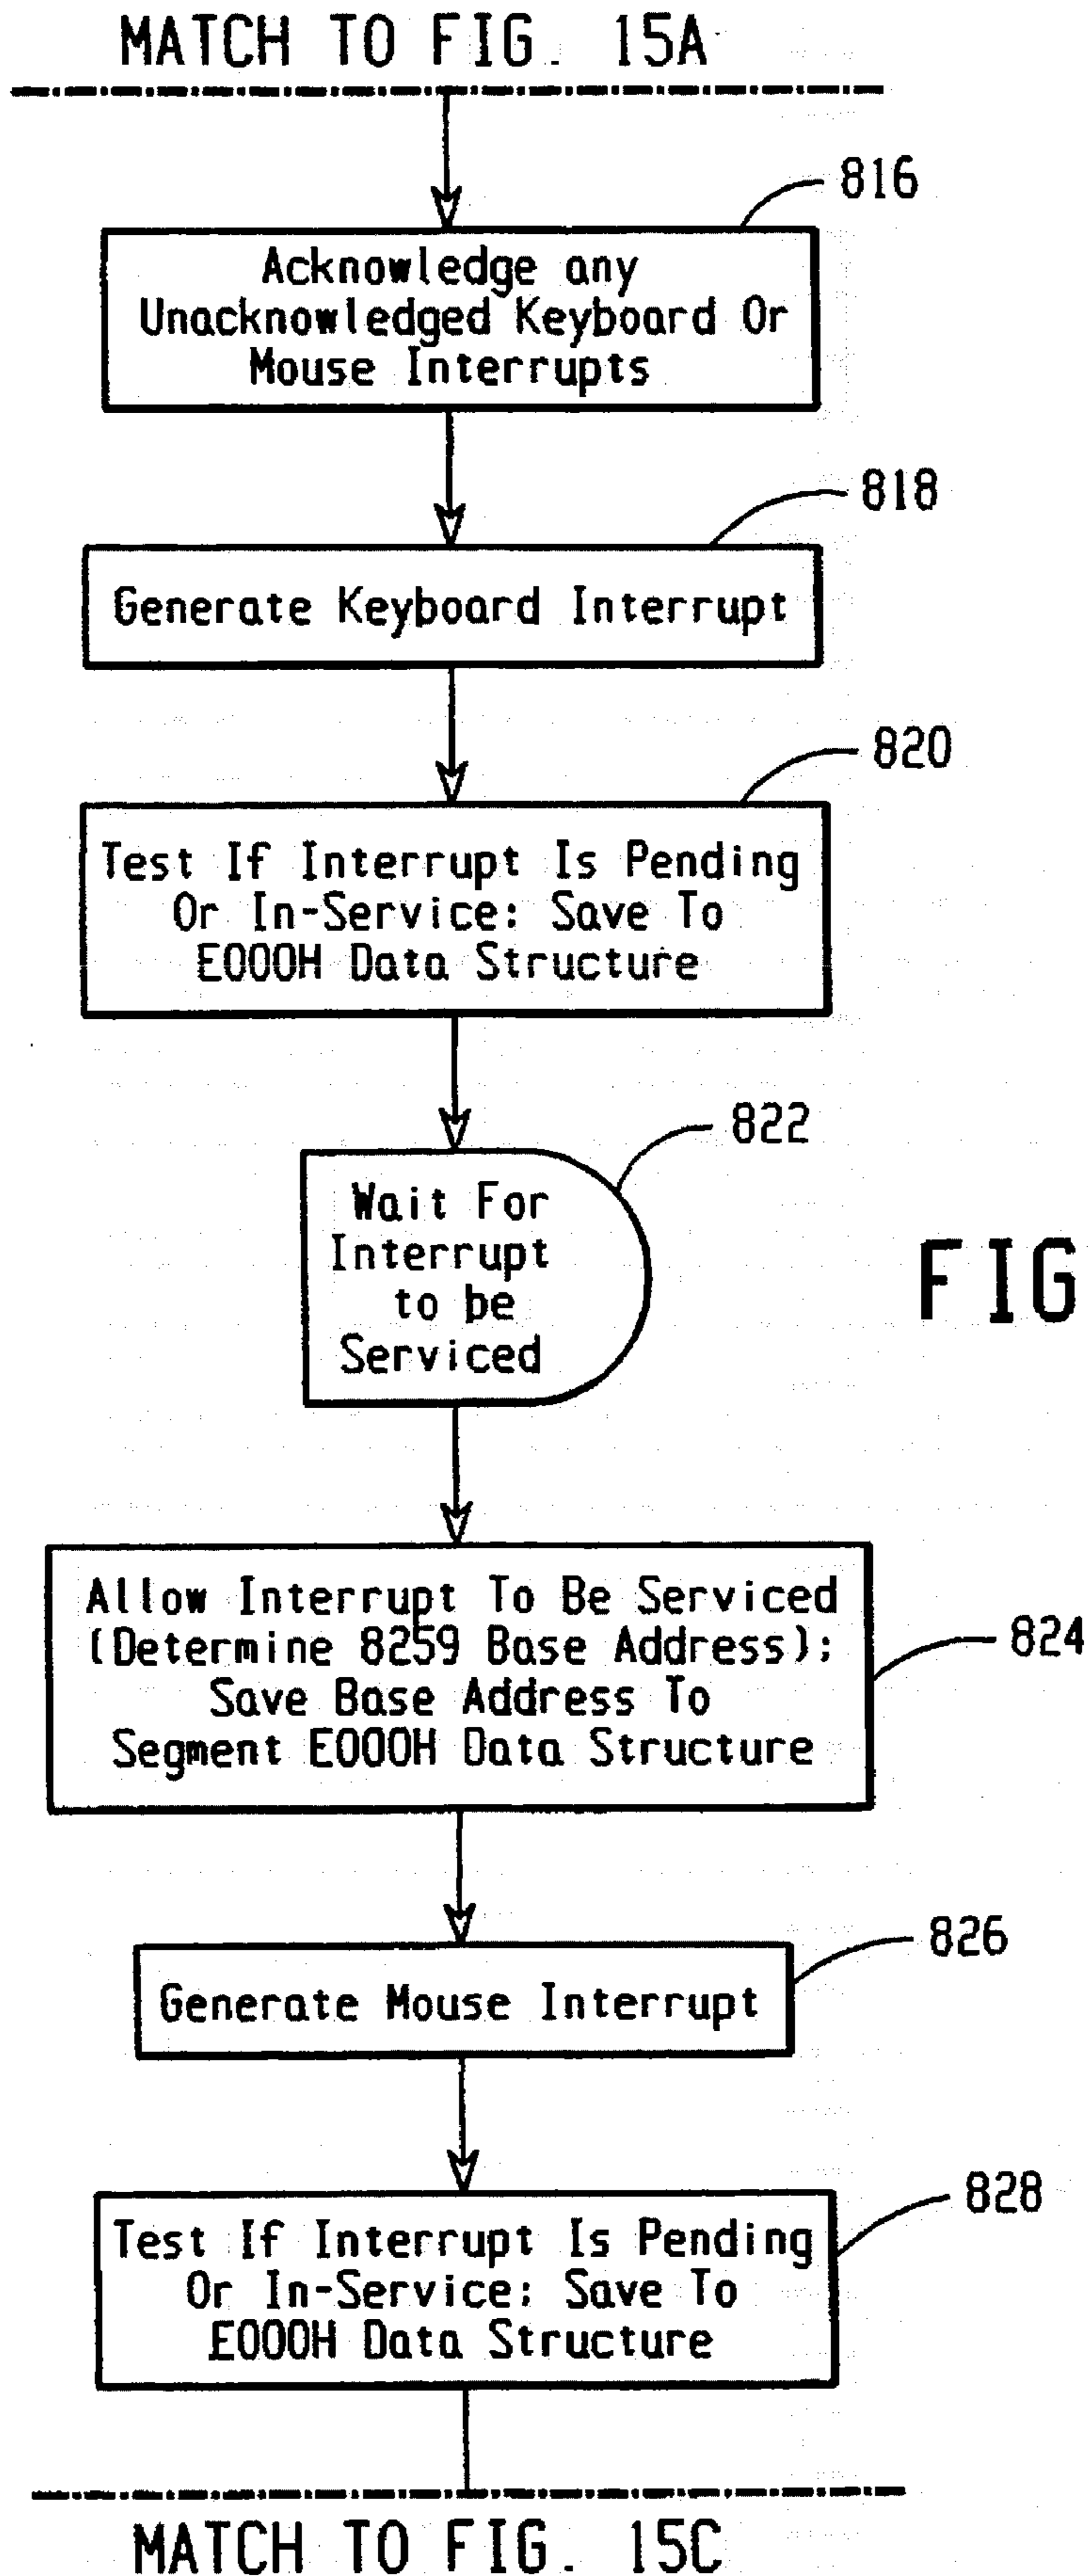 MATCH TO FIG. 15A
816
Acknowledge any
Unacknowledged Keyboard Or
Mouse Interrupts
818
Generate Keyboard Interrupt
820
Test If Interrupt Is Pending
Or In-Service; Save To
E000H Data Structure
822
Wait For
Interrupt
to be
Serviced
FIG
Allow Interrupt To Be Serviced
(Determine 8259 Base Address);
Save Base Address To
Segment E000H Data Structure
824
826
Generate Mouse Interrupt
828
Test If Interrupt Is Pending
Or In-Service; Save To
E000H Data Structure
MATCH TO FIG. 15C